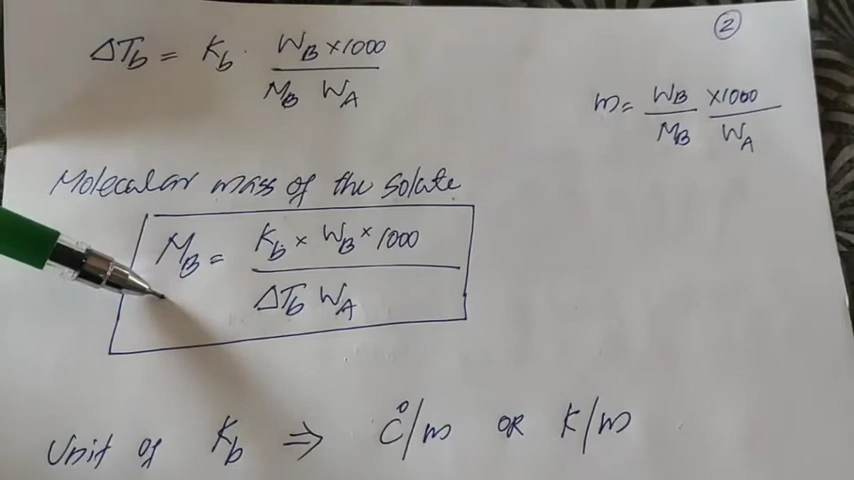 2
ΔTb = Kb · WB × 1000 / MB WA
m = WB / MB × 1000 / WA
Molecular mass of the Solate
MB = Kb × WB × 1000 / ΔTb WA
Unit of Kb ⇒ °C/m OR K/m